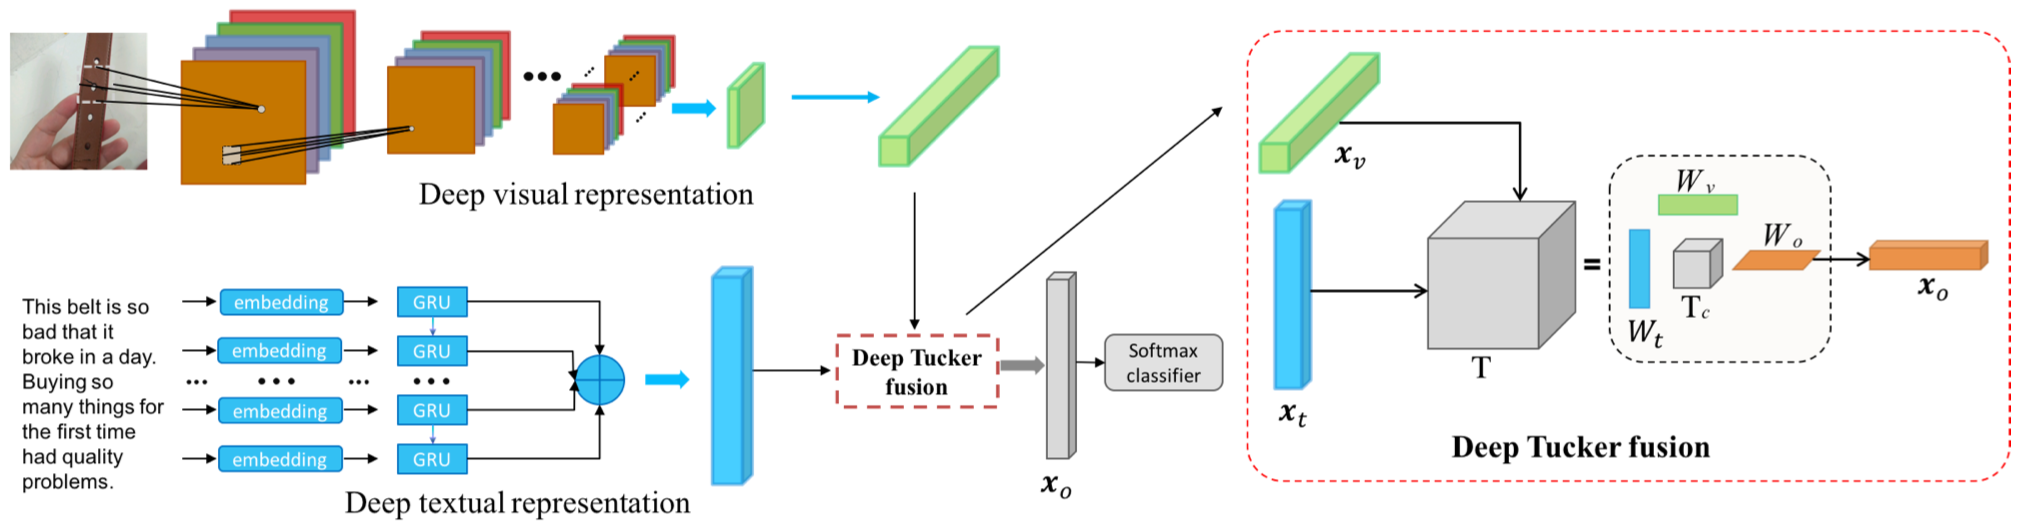 Deep visual representation
This belt is so
bad that it
broke in a day.
Buying so
many things for
the first time
had quality
problems.
embedding
GRU
embedding
GRU
... ... ... ...
embedding
GRU
embedding
GRU
Deep textual representation
Deep Tucker
fusion
x_o
Softmax
classifier
x_v
x_t
T
=
W_v
W_t
T_c
W_o
x_o
Deep Tucker fusion